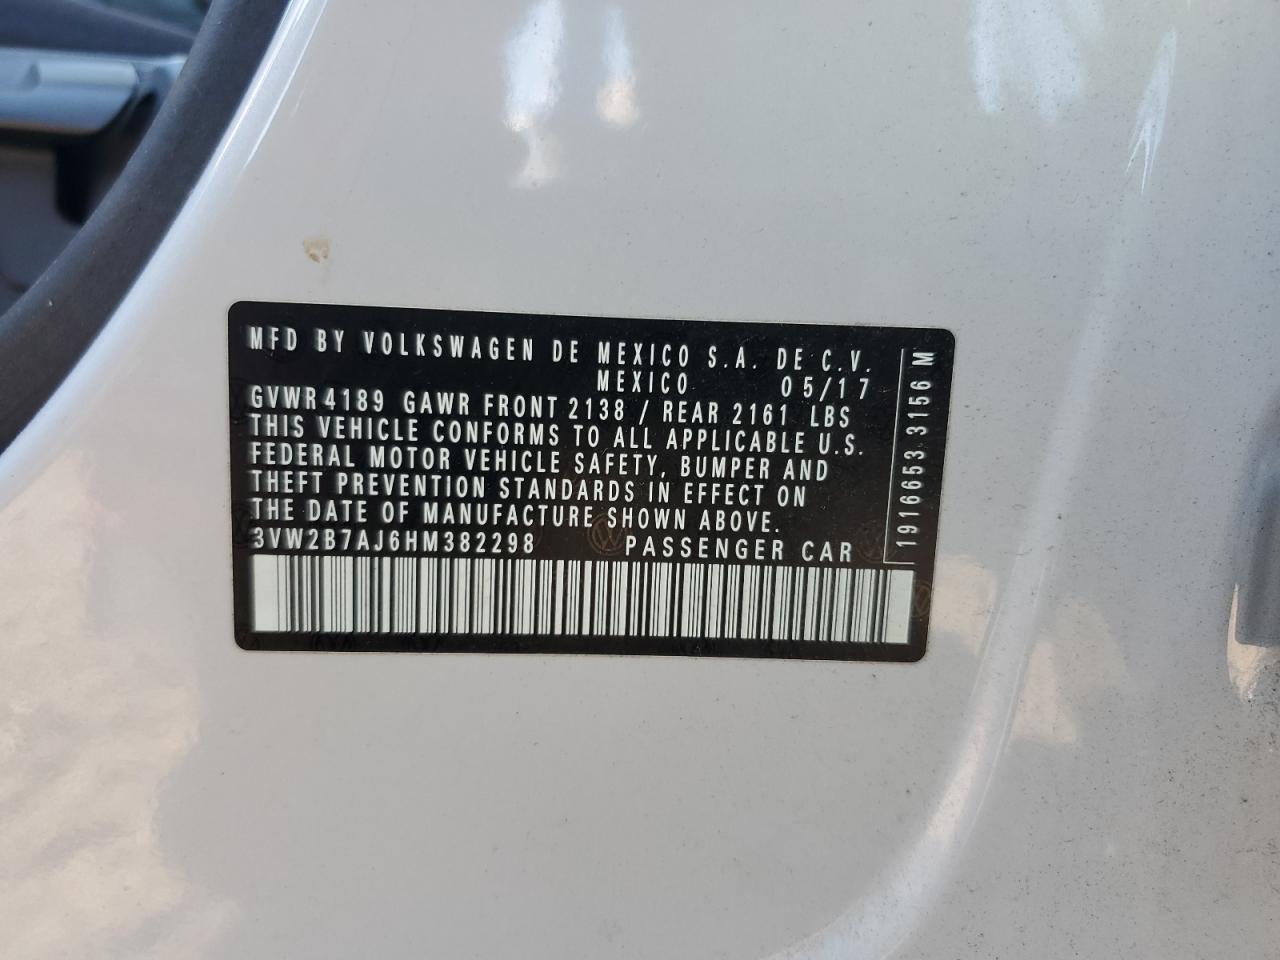 MFD BY VOLKSWAGEN DE MEXICO S.A. DE C.V.
MEXICO 05/17
GVWR 4189 GAWR FRONT 2138 / REAR 2161 LBS
THIS VEHICLE CONFORMS TO ALL APPLICABLE U.S.
FEDERAL MOTOR VEHICLE SAFETY, BUMPER AND
THEFT PREVENTION STANDARDS IN EFFECT ON
THE DATE OF MANUFACTURE SHOWN ABOVE.
3VW2B7AJ6HM382298 PASSENGER CAR
1916653 3156 M